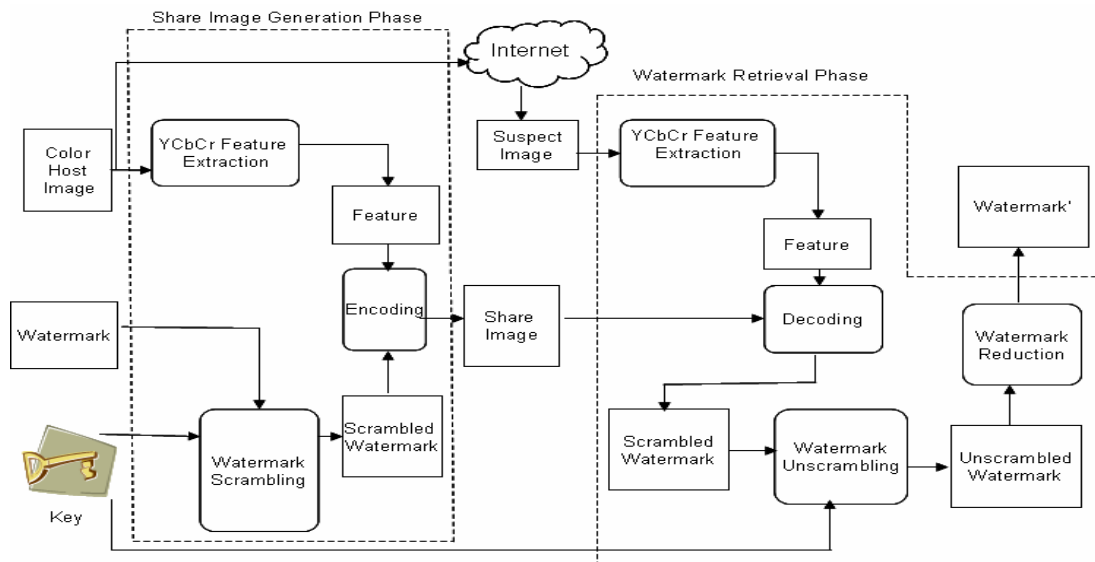 Share Image Generation Phase
Internet
Watermark Retrieval Phase
Color
Host
Image
YCbCr Feature
Extraction
Suspect
Image
YCbCr Feature
Extraction
Feature
Feature
Watermark'
Watermark
Encoding
Share
Image
Decoding
Watermark
Reduction
Scrambled
Watermark
Watermark
Scrambling
Key
Scrambled
Watermark
Watermark
Unscrambling
Unscrambled
Watermark